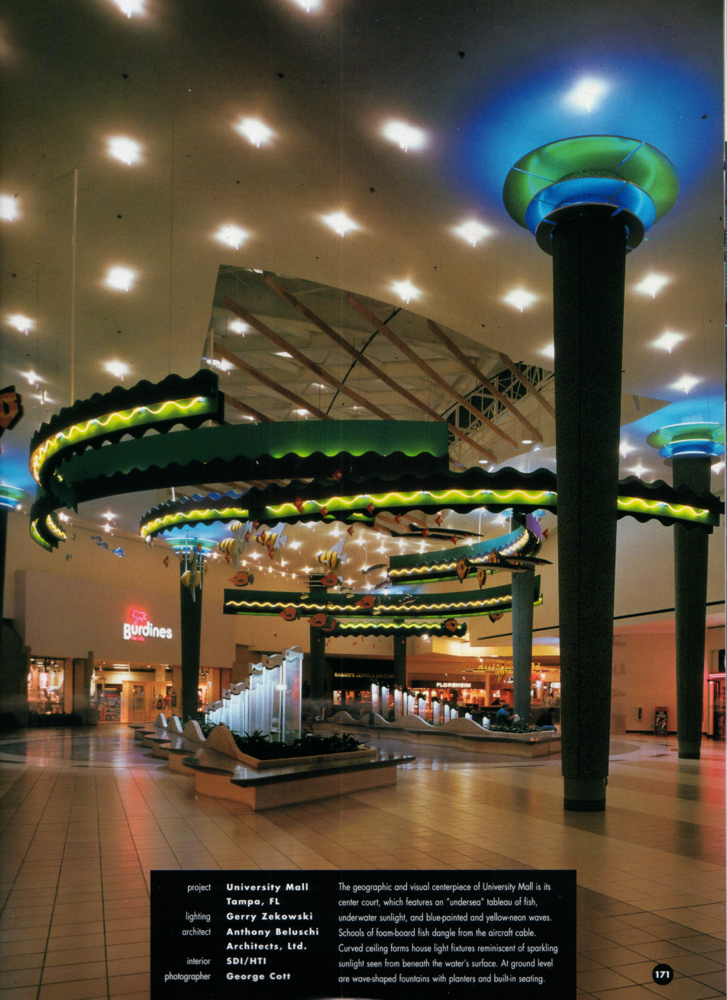 Burdines
BARNIE'S COFFEE & TEA COMPANY
FLORSHEIM
project University Mall
Tampa, FL
lighting Gerry Zekowski
architect Anthony Beluschi
Architects, Ltd.
interior SDI/HTI
photographer George Cott
The geographic and visual centerpiece of University Mall is its
center court, which features an “undersea” tableau of fish,
underwater sunlight, and blue-painted and yellow-neon waves.
Schools of foam-board fish dangle from the aircraft cable.
Curved ceiling forms house light fixtures reminiscent of sparkling
sunlight seen from beneath the water's surface. At ground level
are wave-shaped fountains with planters and built-in seating.
171